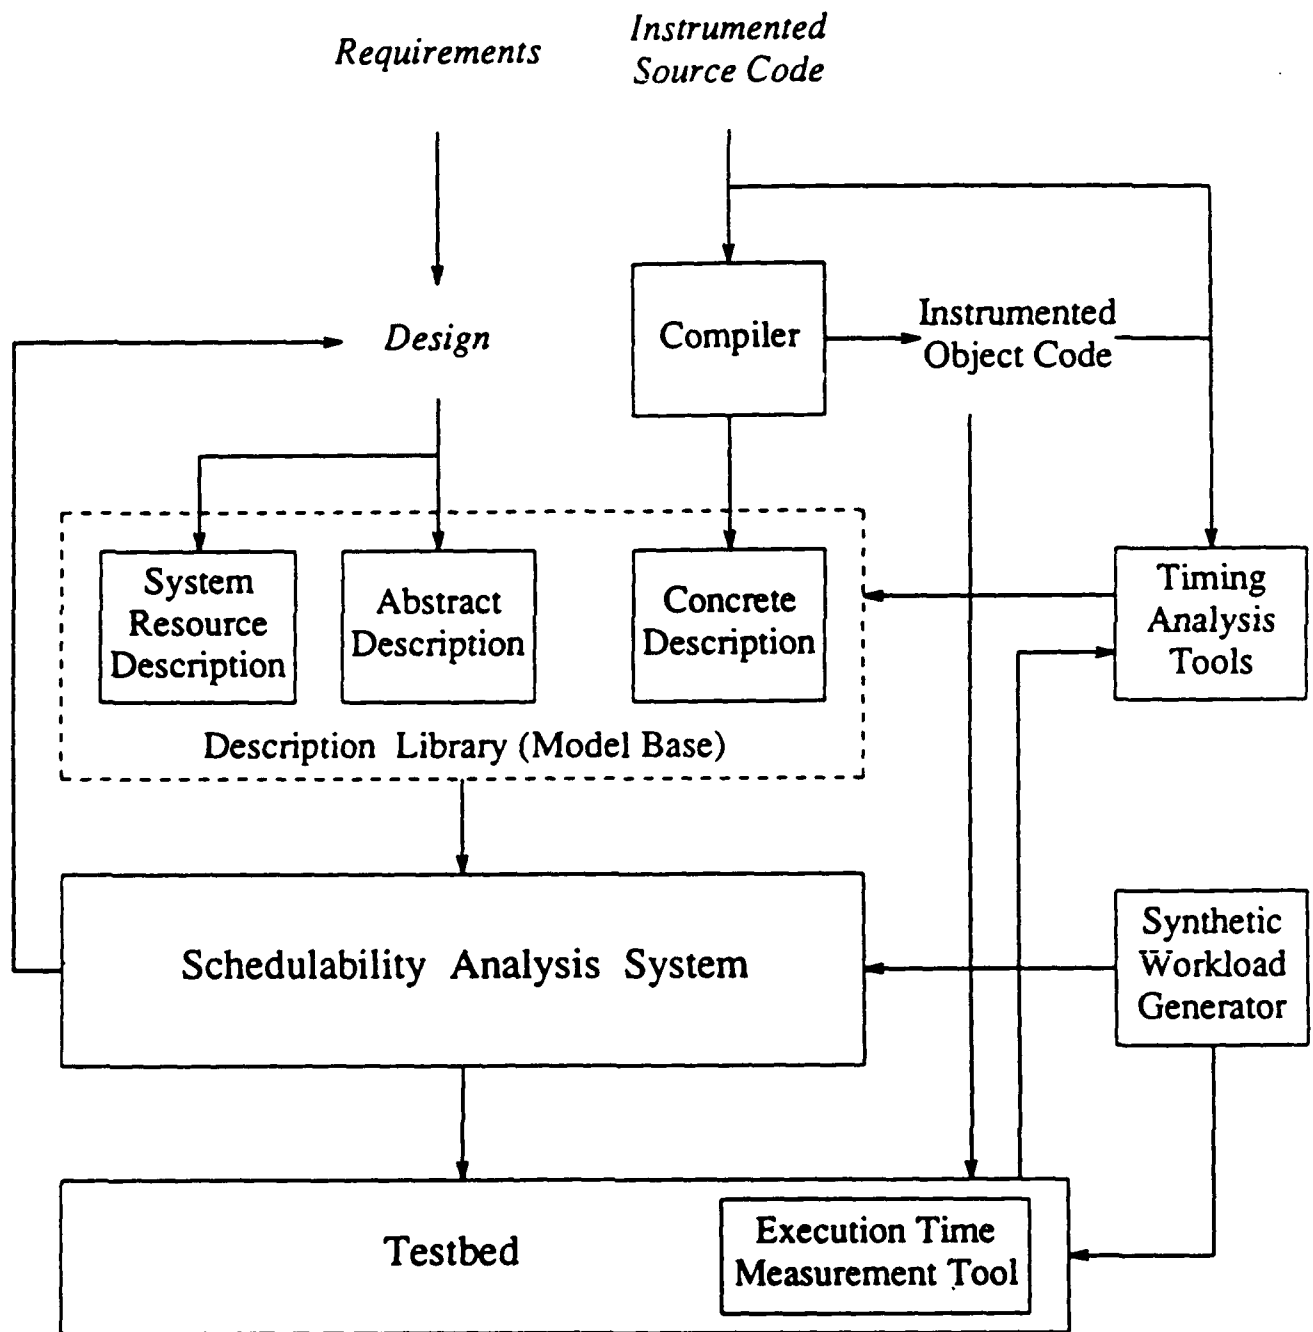 Requirements
Instrumented
Source Code
Design
Compiler
Instrumented
Object Code
System
Resource
Description
Abstract
Description
Concrete
Description
Timing
Analysis
Tools
Description Library (Model Base)
Schedulability Analysis System
Synthetic
Workload
Generator
Testbed
Execution Time
Measurement Tool